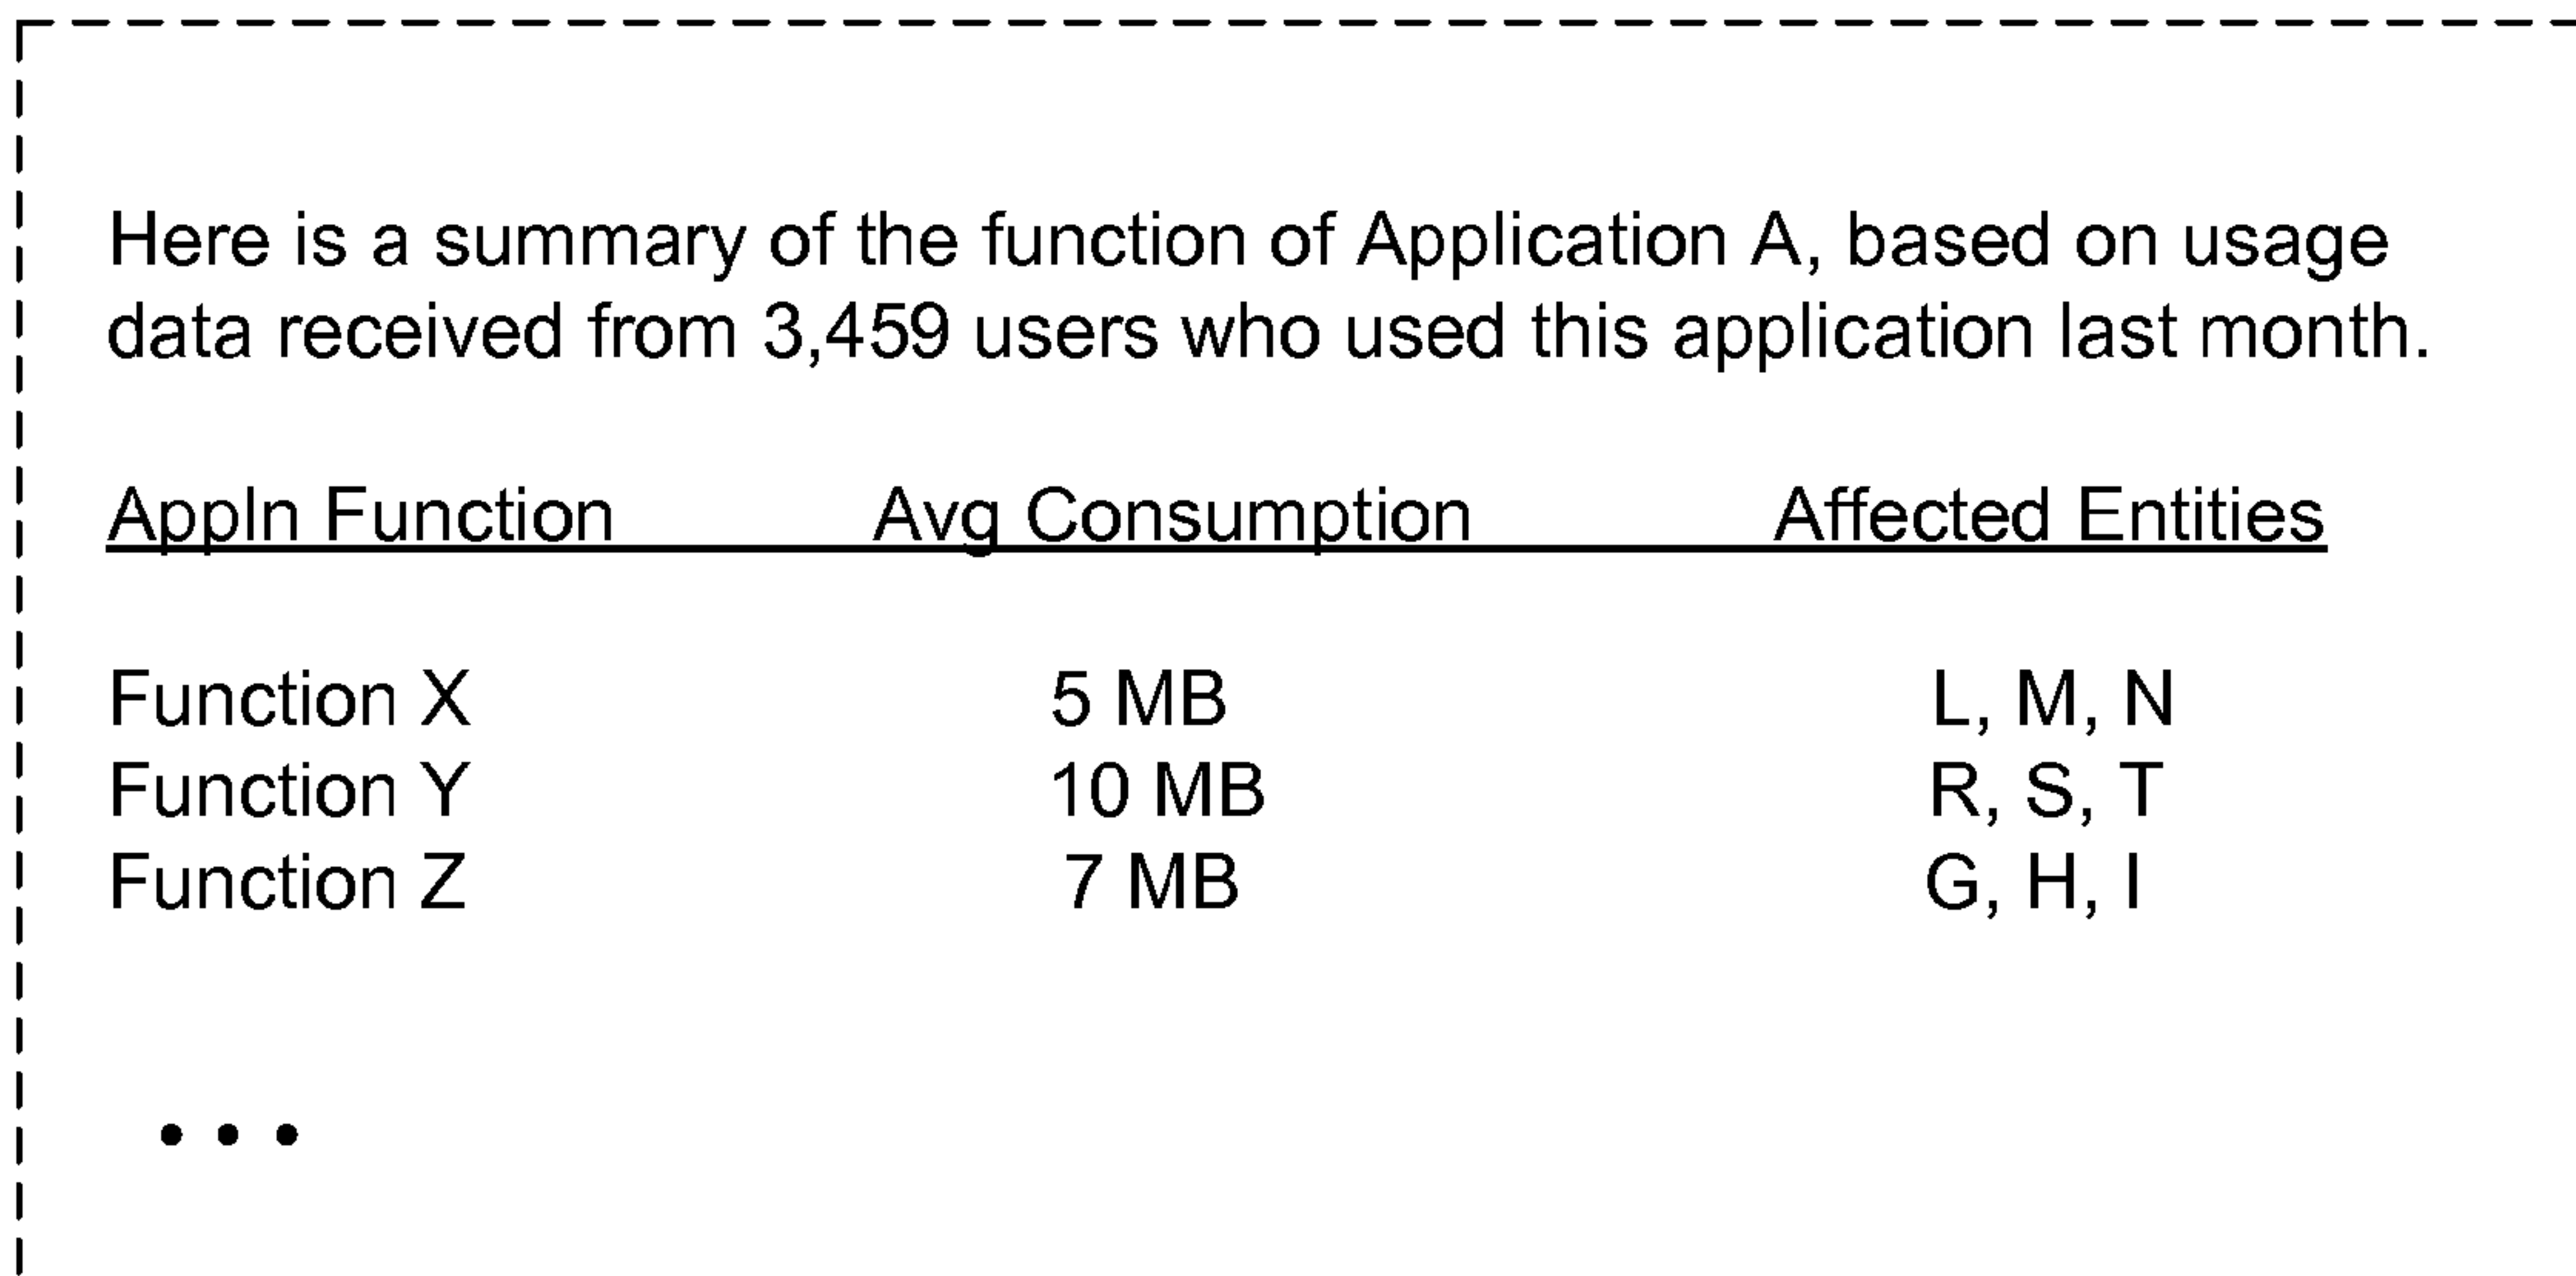 Here is a summary of the function of Application A, based on usage
data received from 3,459 users who used this application last month.
Appln Function Avg Consumption Affected Entities
Function X 5 MB L, M, N
Function Y 10 MB R, S, T
Function Z 7 MB G, H, I
• • •